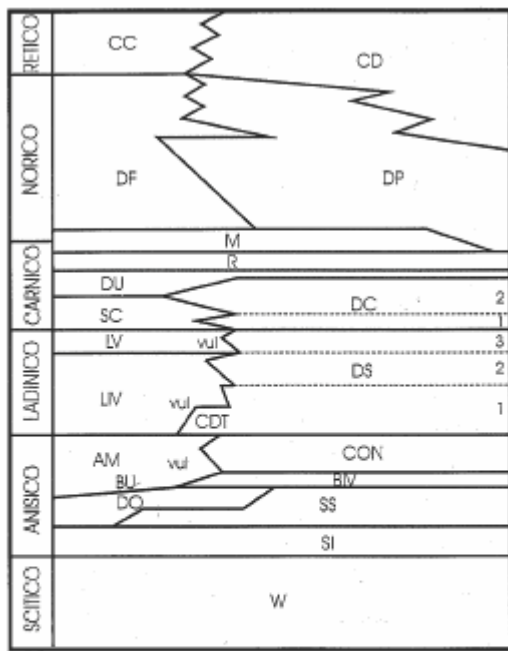 RETICO
CC
CD
NORICO
DF
DP
M
R
CARNICO
DU
DC
2
SC
1
LADINICO
LV
vul
3
DS
2
LIV
vul
1
CDT
ANISICO
AM
vul
CON
BU
BIV
DO
SS
SI
SCITICO
W